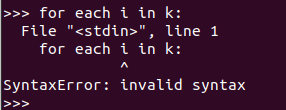 >>> for each i in k:
  File "<stdin>", line 1
    for each i in k:
             ^
SyntaxError: invalid syntax
>>>